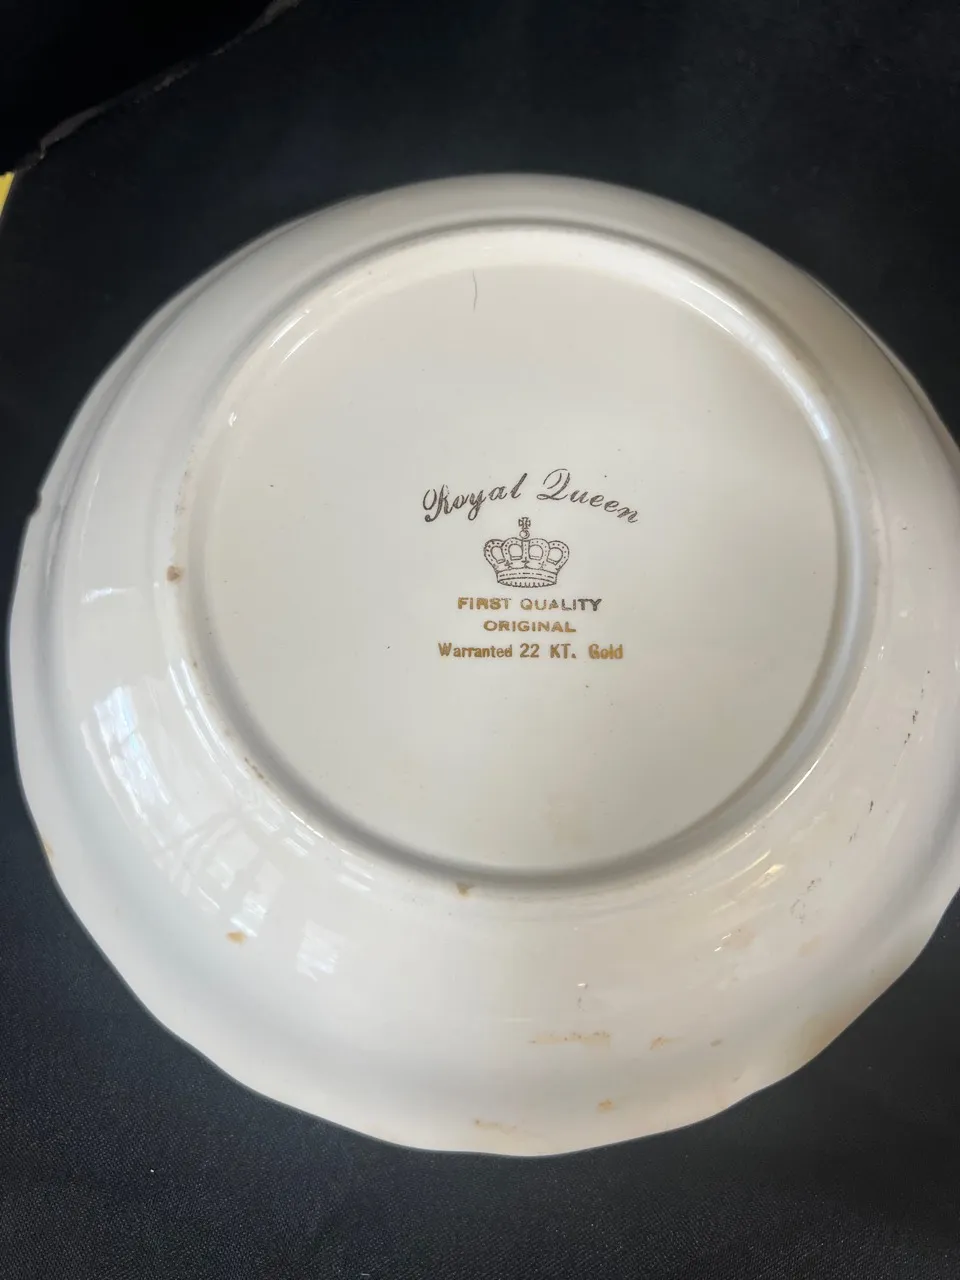 Royal Queen
FIRST QUALITY
ORIGINAL
Warranted 22 KT. Gold